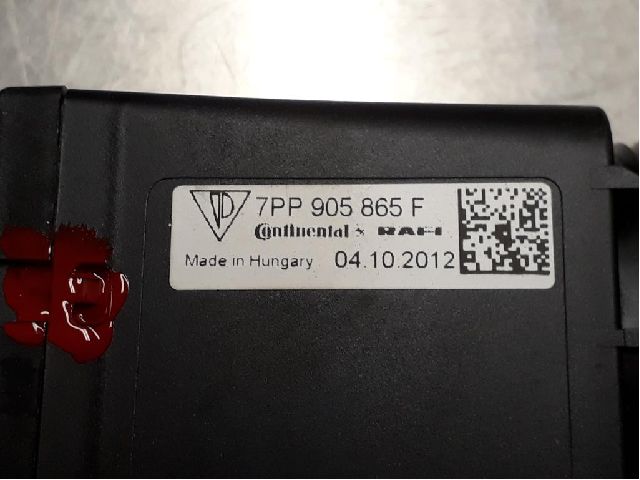 7PP 905 865 F
Continental & RAFI
Made in Hungary 04.10.2012